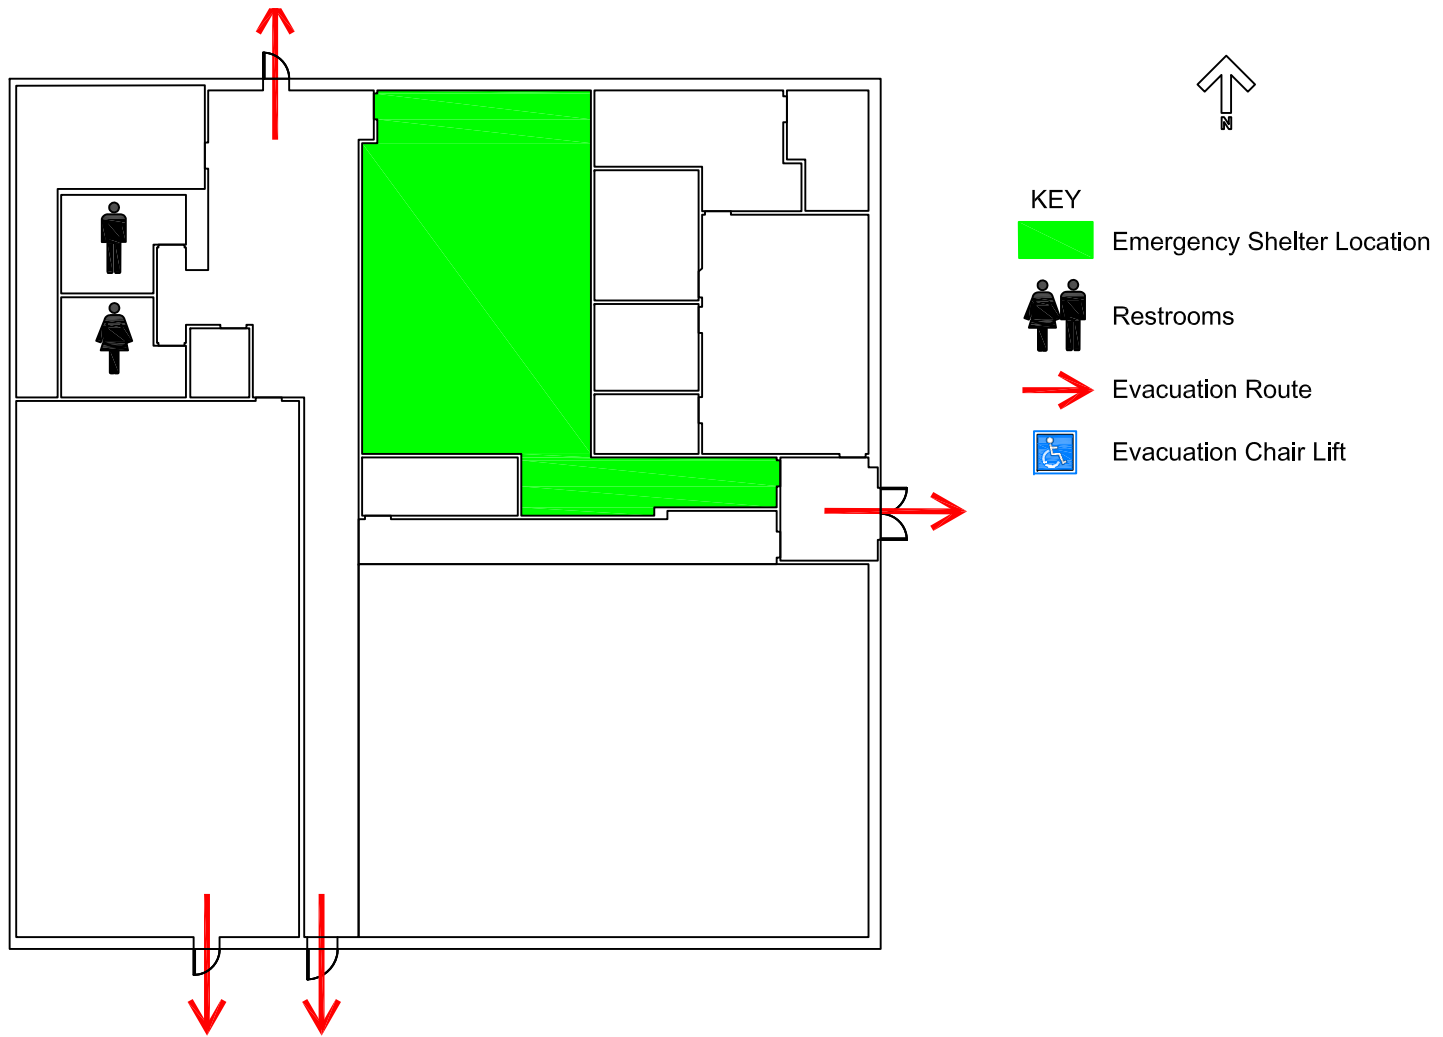 N
KEY
Emergency Shelter Location
Restrooms
Evacuation Route
Evacuation Chair Lift